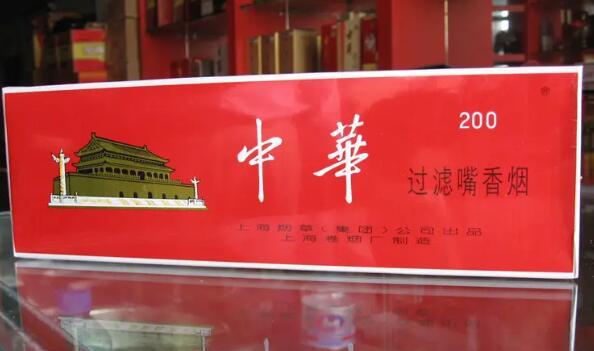 200
®
中華
过滤嘴香烟
上海烟草(集团)公司出品
上海卷烟厂制造